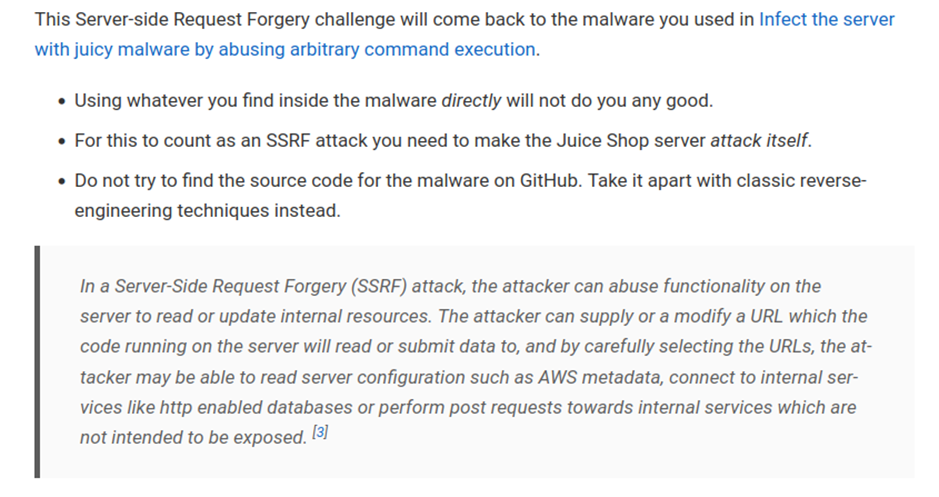 This Server-side Request Forgery challenge will come back to the malware you used in Infect the server
with juicy malware by abusing arbitrary command execution.
• Using whatever you find inside the malware directly will not do you any good.
• For this to count as an SSRF attack you need to make the Juice Shop server attack itself.
• Do not try to find the source code for the malware on GitHub. Take it apart with classic reverse-
engineering techniques instead.
In a Server-Side Request Forgery (SSRF) attack, the attacker can abuse functionality on the
server to read or update internal resources. The attacker can supply or a modify a URL which the
code running on the server will read or submit data to, and by carefully selecting the URLs, the at-
tacker may be able to read server configuration such as AWS metadata, connect to internal ser-
vices like http enabled databases or perform post requests towards internal services which are
not intended to be exposed. [3]